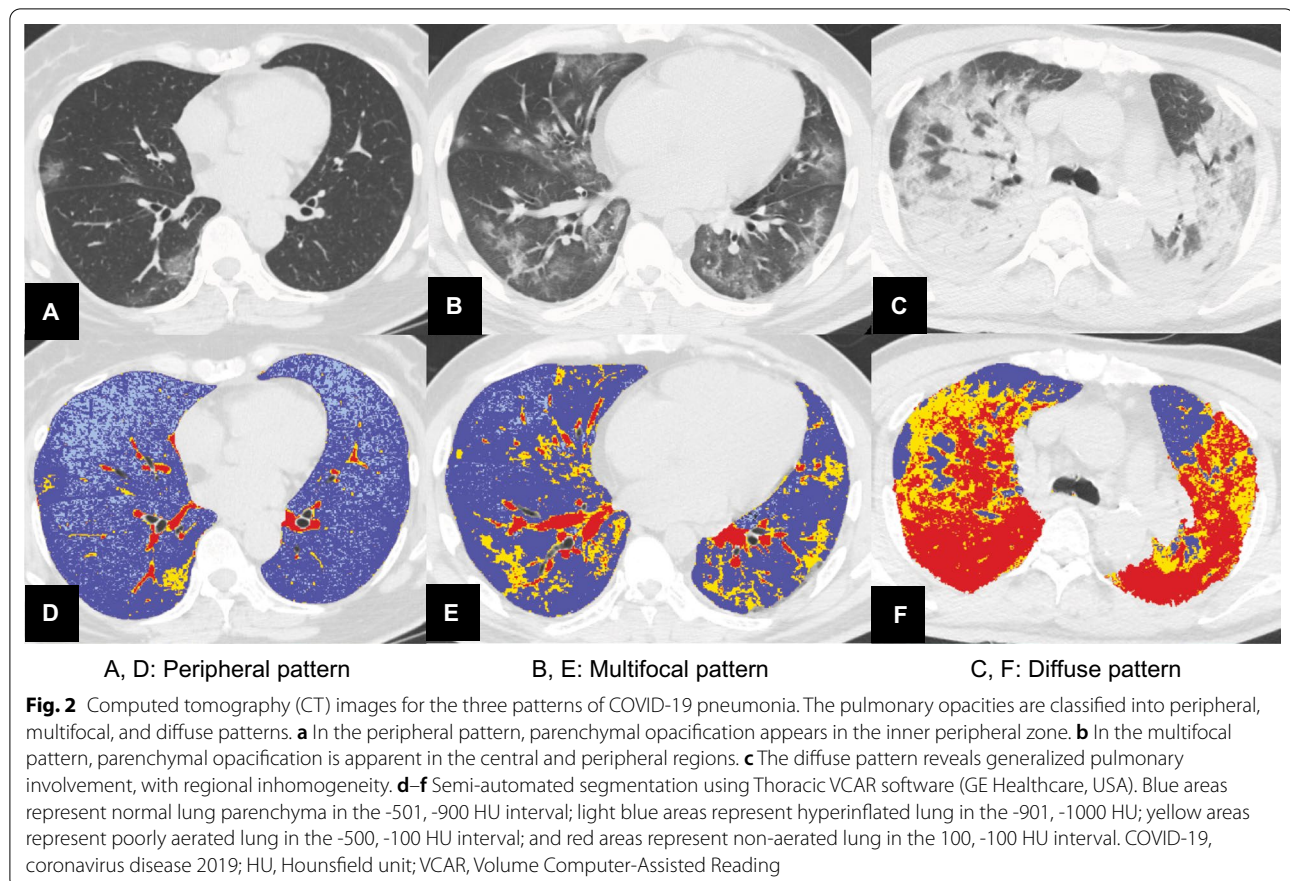 A
B
C
D
E
F
A, D: Peripheral pattern
B, E: Multifocal pattern
C, F: Diffuse pattern
Fig. 2 Computed tomography (CT) images for the three patterns of COVID-19 pneumonia. The pulmonary opacities are classified into peripheral,
multifocal, and diffuse patterns. a In the peripheral pattern, parenchymal opacification appears in the inner peripheral zone. b In the multifocal
pattern, parenchymal opacification is apparent in the central and peripheral regions. c The diffuse pattern reveals generalized pulmonary
involvement, with regional inhomogeneity. d–f Semi-automated segmentation using Thoracic VCAR software (GE Healthcare, USA). Blue areas
represent normal lung parenchyma in the -501, -900 HU interval; light blue areas represent hyperinflated lung in the -901, -1000 HU; yellow areas
represent poorly aerated lung in the -500, -100 HU interval; and red areas represent non-aerated lung in the 100, -100 HU interval. COVID-19,
coronavirus disease 2019; HU, Hounsfield unit; VCAR, Volume Computer-Assisted Reading